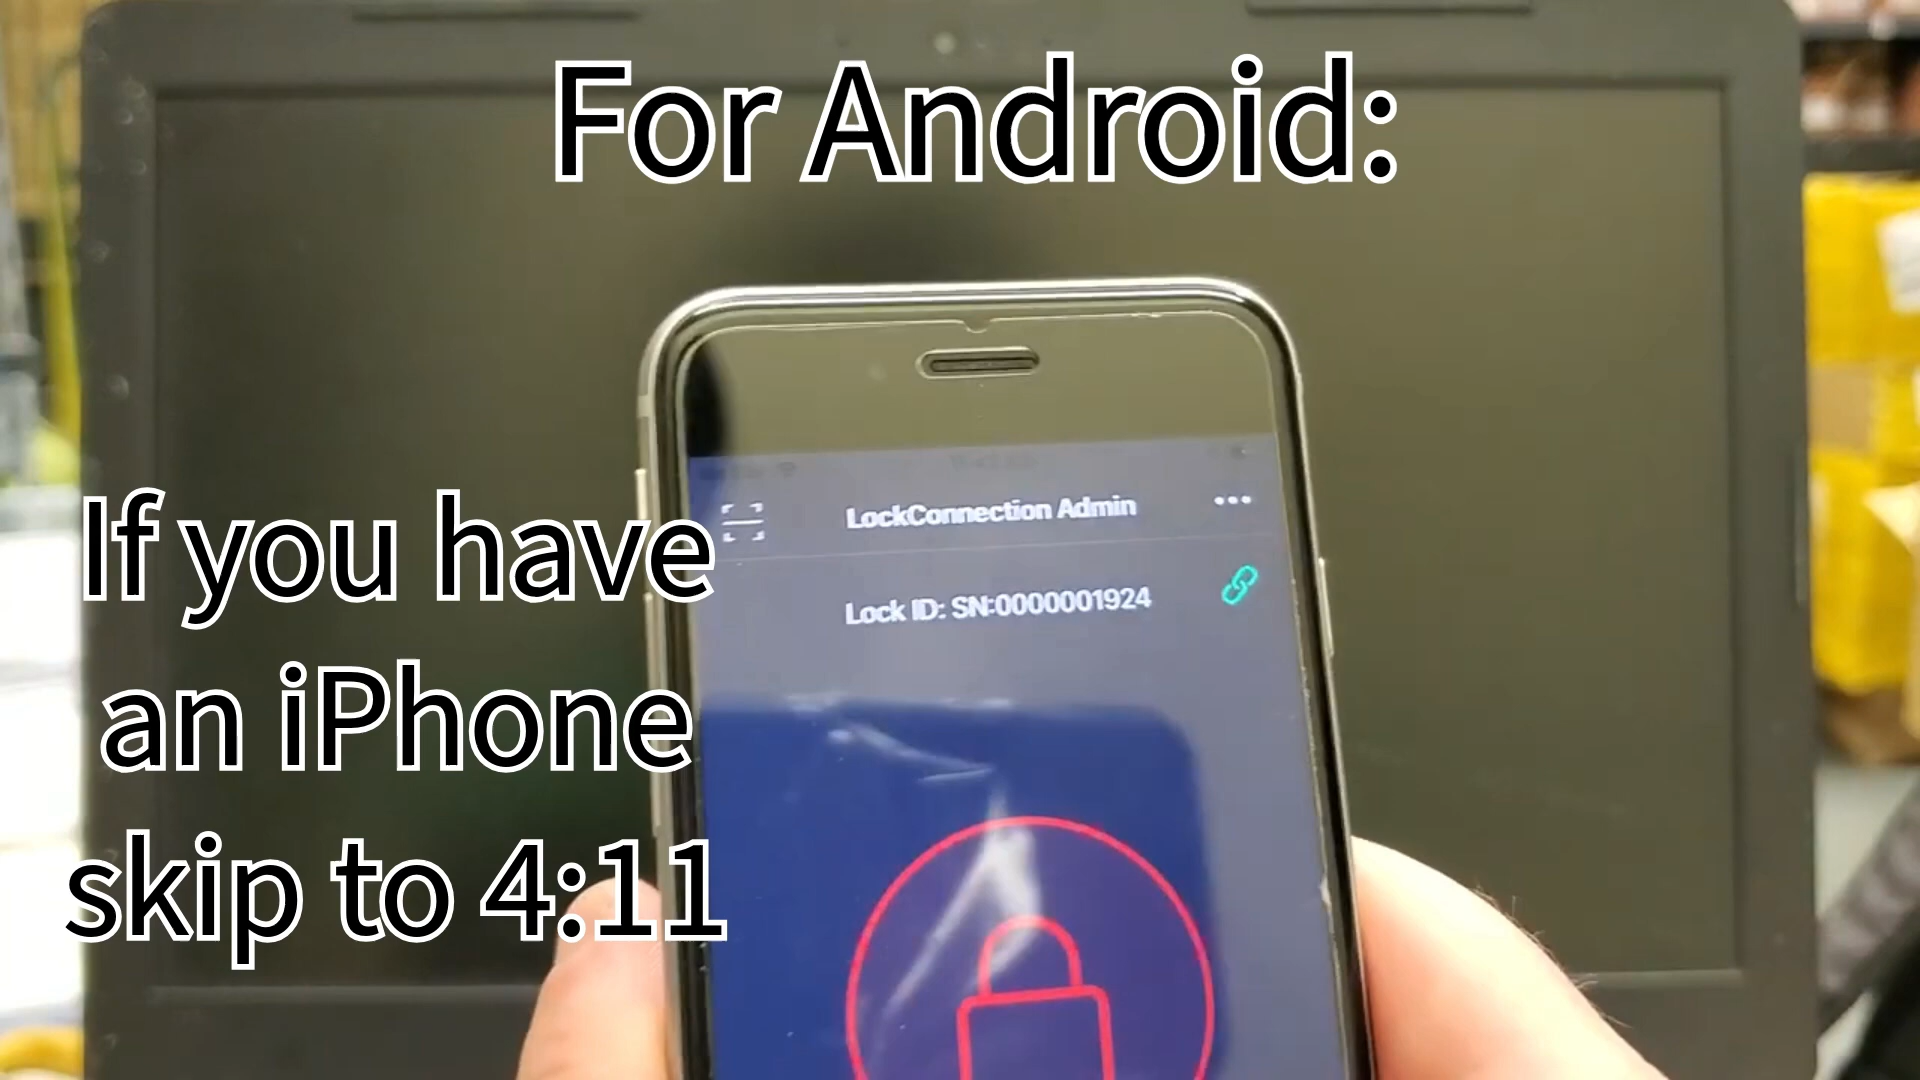 For Android:
LockConnection Admin
Lock ID: SN:0000001924
If you have
an iPhone
skip to 4:11